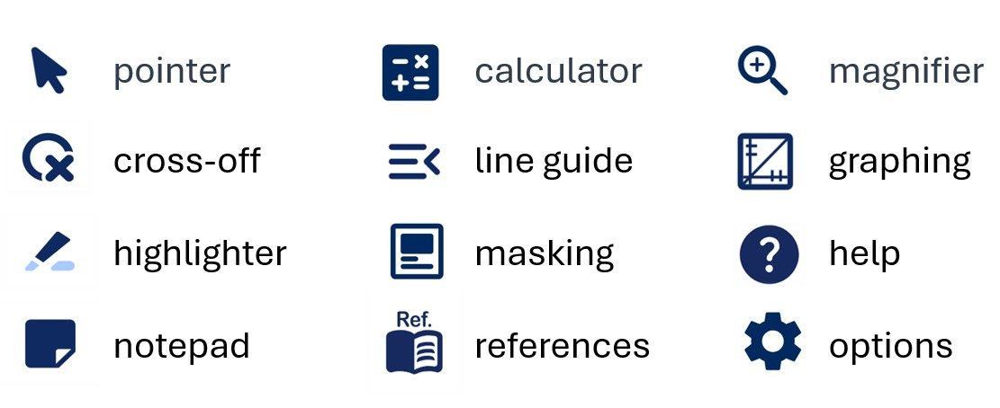 pointer
calculator
magnifier
cross-off
line guide
graphing
highlighter
masking
?
help
Ref.
notepad
references
options